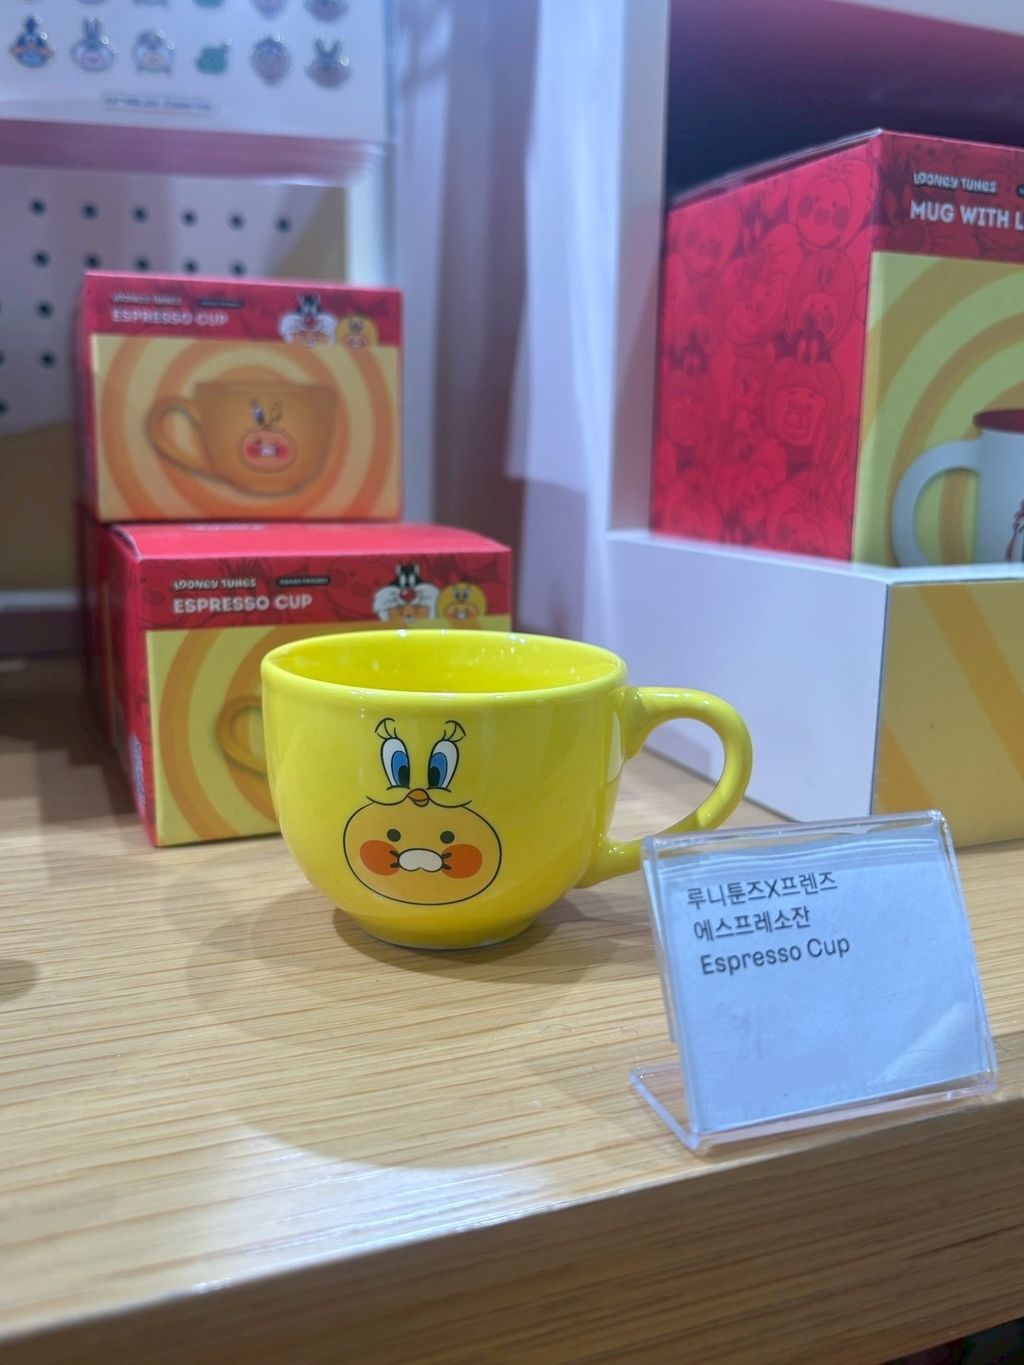 LOONEY TUNES
ESPRESSO CUP
LOONEY TUNES KAKAO FRIENDS
ESPRESSO CUP
LOONEY TUNES
MUG WITH L
루니툰즈X프렌즈
에스프레소잔
Espresso Cup